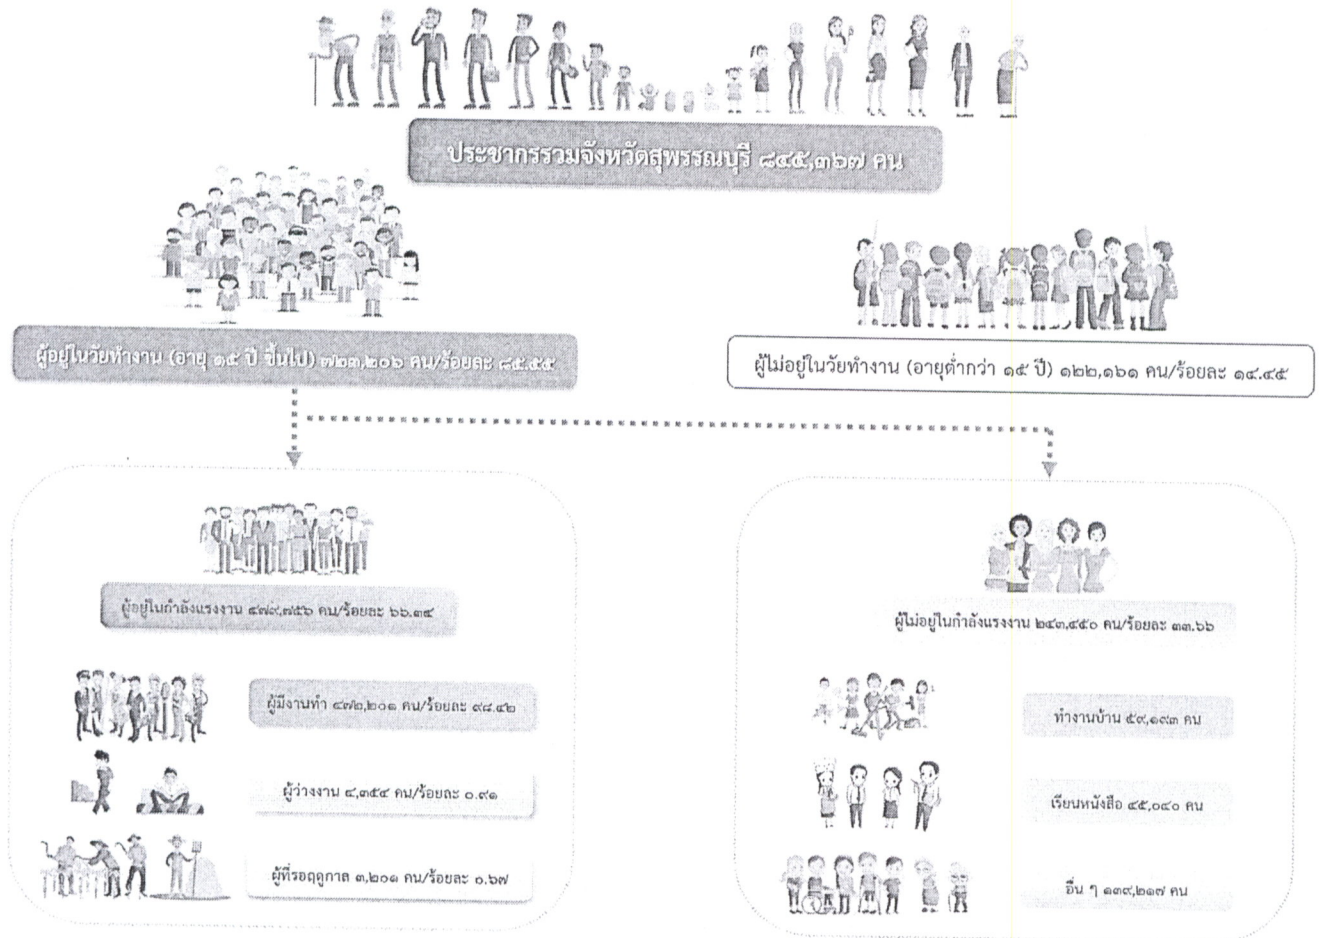 ประชากรรวมจังหวัดสุพรรณบุรี ๘๔๕,๓๖๗ คน
ผู้อยู่ในวัยทำงาน (อายุ ๑๕ ปี ขึ้นไป) ๗๒๓,๒๐๖ คน/ร้อยละ ๘๕.๕๕
ผู้ไม่อยู่ในวัยทำงาน (อายุต่ำกว่า ๑๕ ปี) ๑๒๒,๑๖๑ คน/ร้อยละ ๑๔.๔๕
ผู้อยู่ในกำลังแรงงาน ๔๗๙,๗๕๖ คน/ร้อยละ ๖๖.๓๔
ผู้มีงานทำ ๔๗๒,๒๐๑ คน/ร้อยละ ๙๘.๔๒
ผู้ว่างงาน ๔,๓๕๔ คน/ร้อยละ ๐.๙๑
ผู้ที่รอฤดูกาล ๓,๒๐๑ คน/ร้อยละ ๐.๖๗
ผู้ไม่อยู่ในกำลังแรงงาน ๒๔๓,๔๕๐ คน/ร้อยละ ๓๓.๖๖
ทำงานบ้าน ๕๙,๑๙๓ คน
เรียนหนังสือ ๔๕,๐๔๐ คน
อื่น ๆ ๑๓๙,๒๑๗ คน